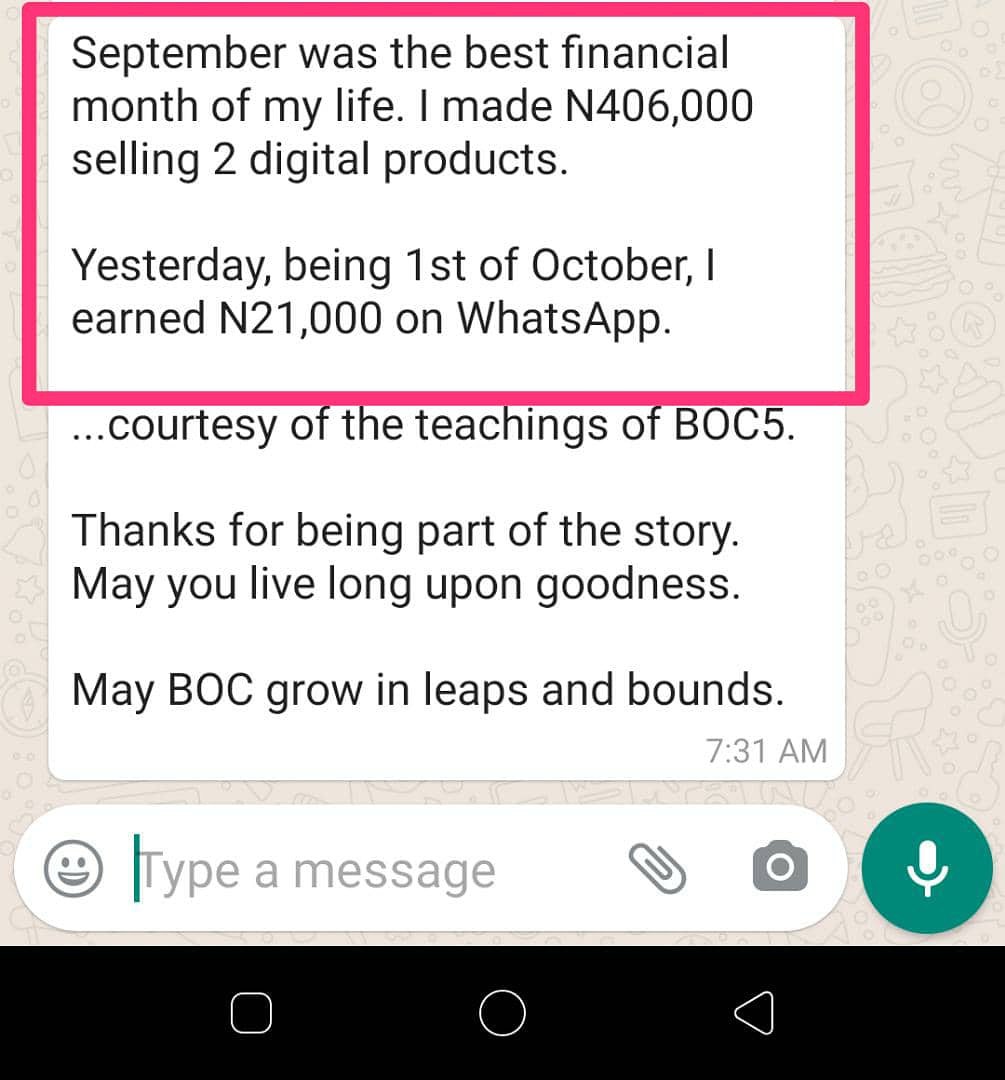 September was the best financial
month of my life. I made N406,000
selling 2 digital products.
Yesterday, being 1st of October, I
earned N21,000 on WhatsApp.
...courtesy of the teachings of BOC5.
Thanks for being part of the story.
May you live long upon goodness.
May BOC grow in leaps and bounds.
7:31 AM
Type a message